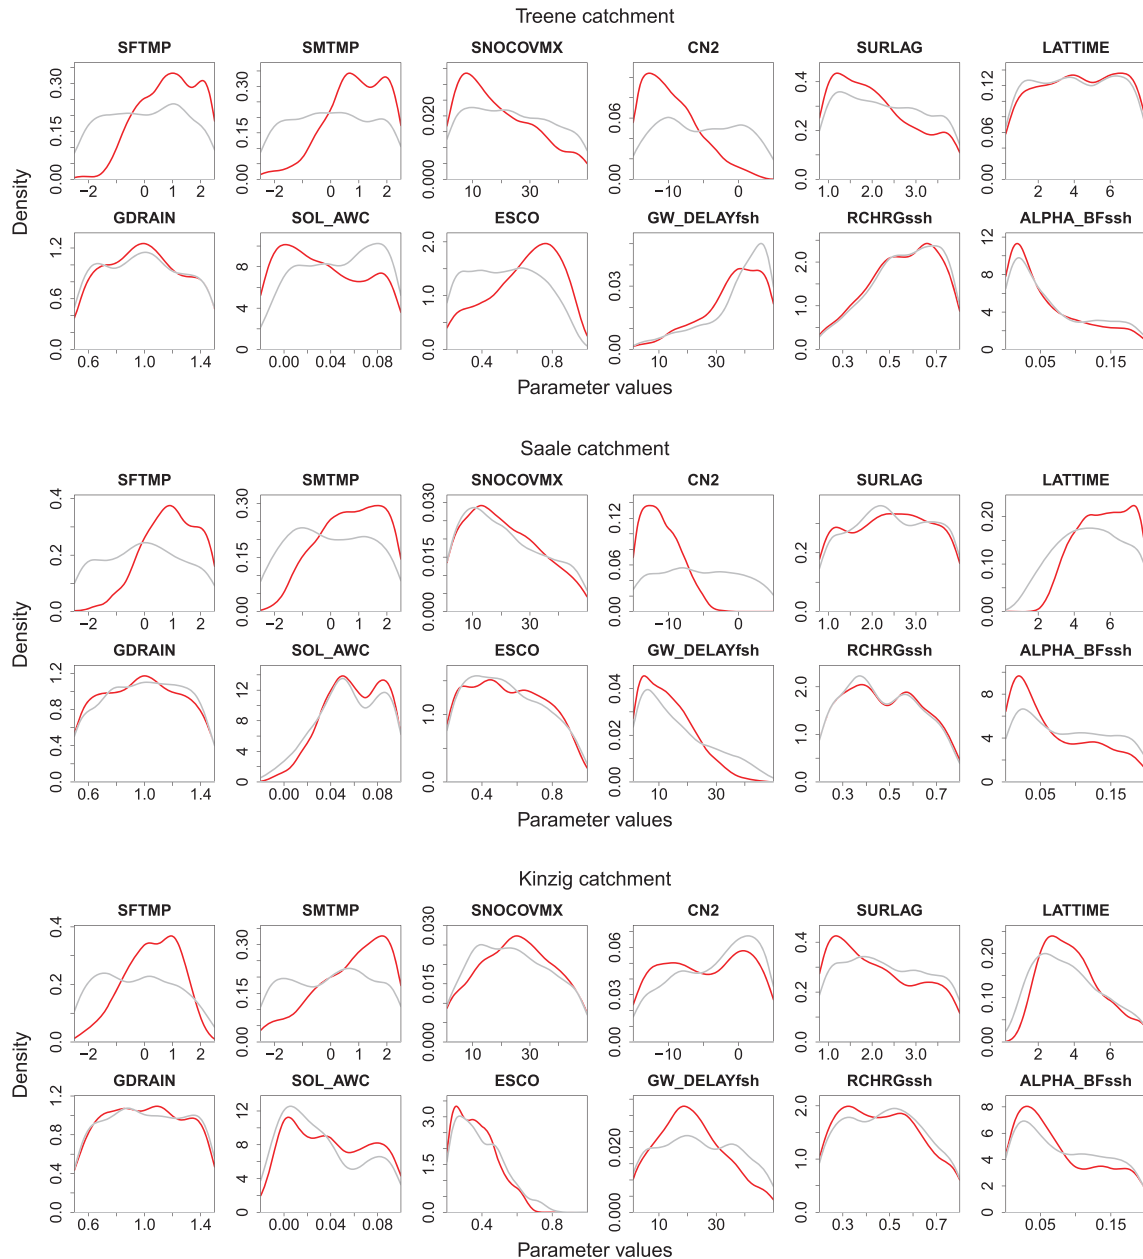 Treene catchment
SFTMP SMTMP SNOCOVMX CN2 SURLAG LATTIME
0.00 0.15 0.30 0.00 0.15 0.30 0.000 0.020 0.00 0.06 0.0 0.2 0.4 0.00 0.06 0.12
−2 0 1 2 −2 0 1 2 10 30 −10 0 1.0 2.0 3.0 2 4 6
Density
GDRAIN SOL_AWC ESCO GW_DELAYfsh RCHRGssh ALPHA_BFssh
0.0 0.6 1.2 0 4 8 0.0 1.0 2.0 0.00 0.03 0.0 1.0 2.0 0 4 8 12
0.6 1.0 1.4 0.00 0.04 0.08 0.4 0.8 10 30 0.3 0.5 0.7 0.05 0.15
Parameter values
Saale catchment
SFTMP SMTMP SNOCOVMX CN2 SURLAG LATTIME
0.0 0.2 0.4 0.00 0.15 0.30 0.000 0.015 0.030 0.00 0.06 0.12 0.0 0.2 0.00 0.10 0.20
−2 0 1 2 −2 0 1 2 10 30 −10 0 1.0 2.0 3.0 2 4 6
Density
GDRAIN SOL_AWC ESCO GW_DELAYfsh RCHRGssh ALPHA_BFssh
0.0 0.4 0.8 1.2 0 4 8 12 0.0 1.0 0.00 0.02 0.04 0.0 1.0 2.0 0 4 8
0.6 1.0 1.4 0.00 0.04 0.08 0.4 0.8 10 30 0.3 0.5 0.7 0.05 0.15
Parameter values
Kinzig catchment
SFTMP SMTMP SNOCOVMX CN2 SURLAG LATTIME
0.0 0.2 0.4 0.00 0.15 0.30 0.000 0.015 0.030 0.00 0.03 0.06 0.0 0.2 0.4 0.00 0.10 0.20
−2 0 1 2 −2 0 1 2 10 30 −10 0 1.0 2.0 3.0 2 4 6
Density
GDRAIN SOL_AWC ESCO GW_DELAYfsh RCHRGssh ALPHA_BFssh
0.0 0.4 0.8 1.2 0 4 8 12 0.0 1.5 3.0 0.000 0.020 0.0 1.0 2.0 0 2 4 6 8
0.6 1.0 1.4 0.00 0.04 0.08 0.4 0.8 10 30 0.3 0.5 0.7 0.05 0.15
Parameter values